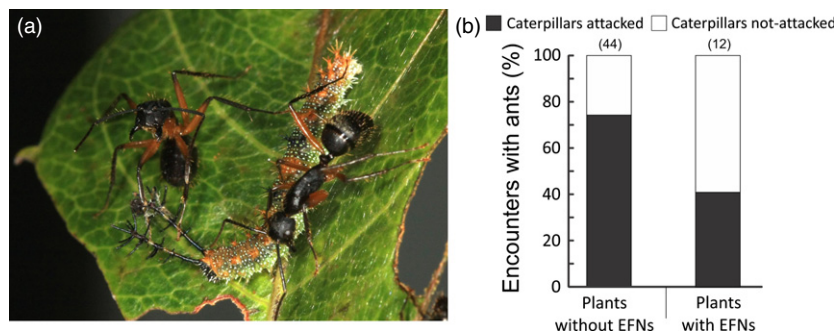 (a)
(b)
Caterpillars attacked
Caterpillars not-attacked
(44)
(12)
Encounters with ants (%)
100
80
60
40
20
0
Plants
without EFNs
Plants
with EFNs